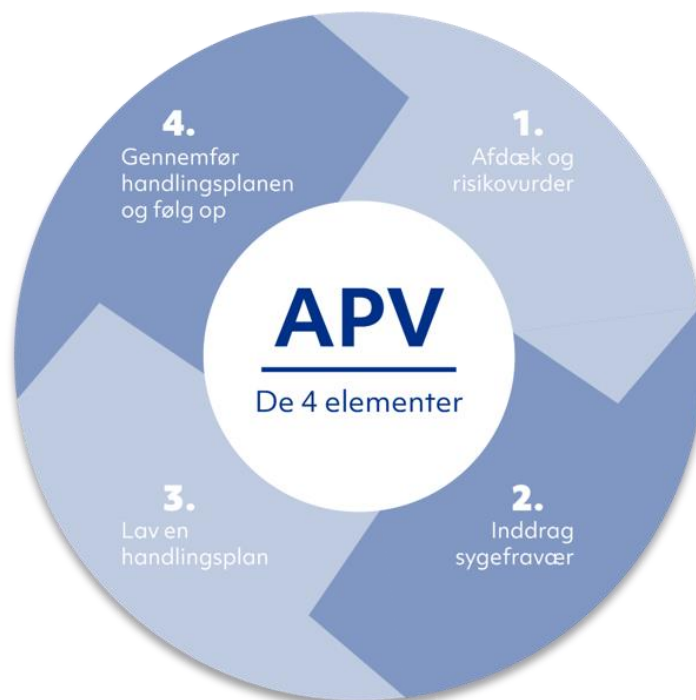 APV
De 4 elementer
1.
Afdæk og
risikovurder
2.
Inddrag
sygefravær
3.
Lav en
handlingsplan
4.
Gennemfør
handlingsplanen
og følg op